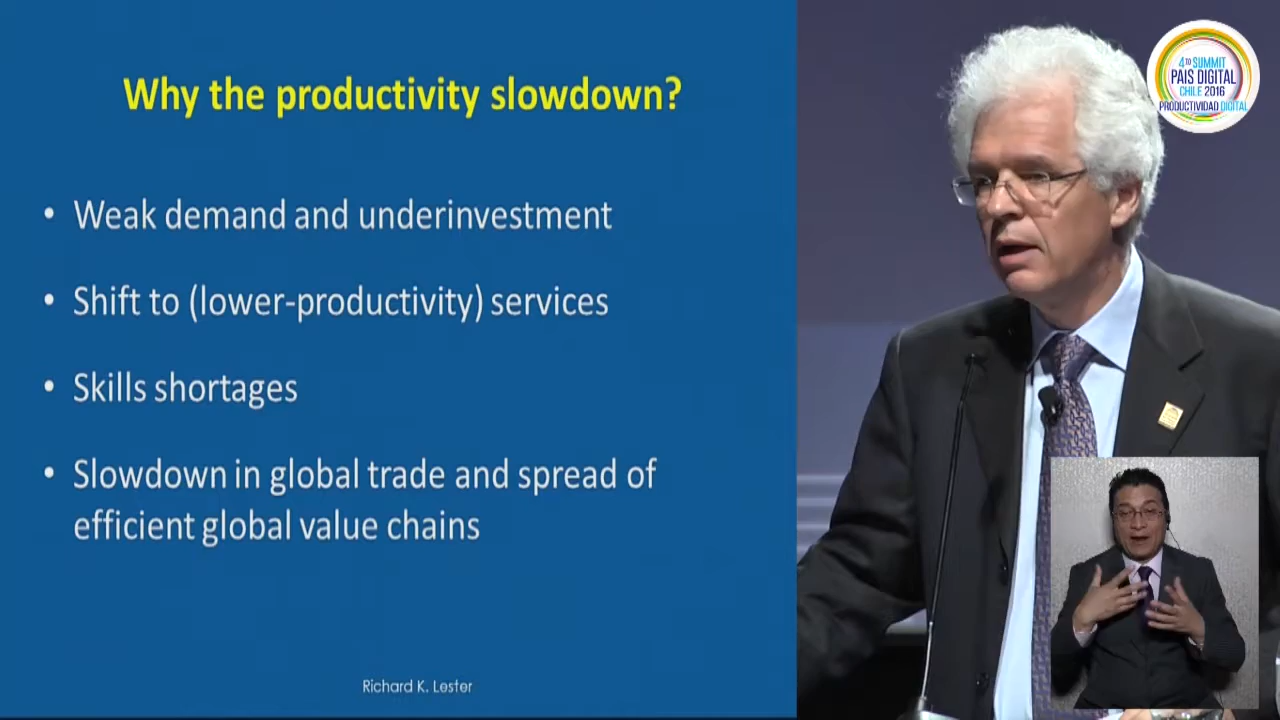 Why the productivity slowdown?
• Weak demand and underinvestment
• Shift to (lower-productivity) services
• Skills shortages
• Slowdown in global trade and spread of
efficient global value chains
Richard K. Lester
4TO SUMMIT
PAIS DIGITAL
CHILE 2016
PRODUCTIVIDAD DIGITAL